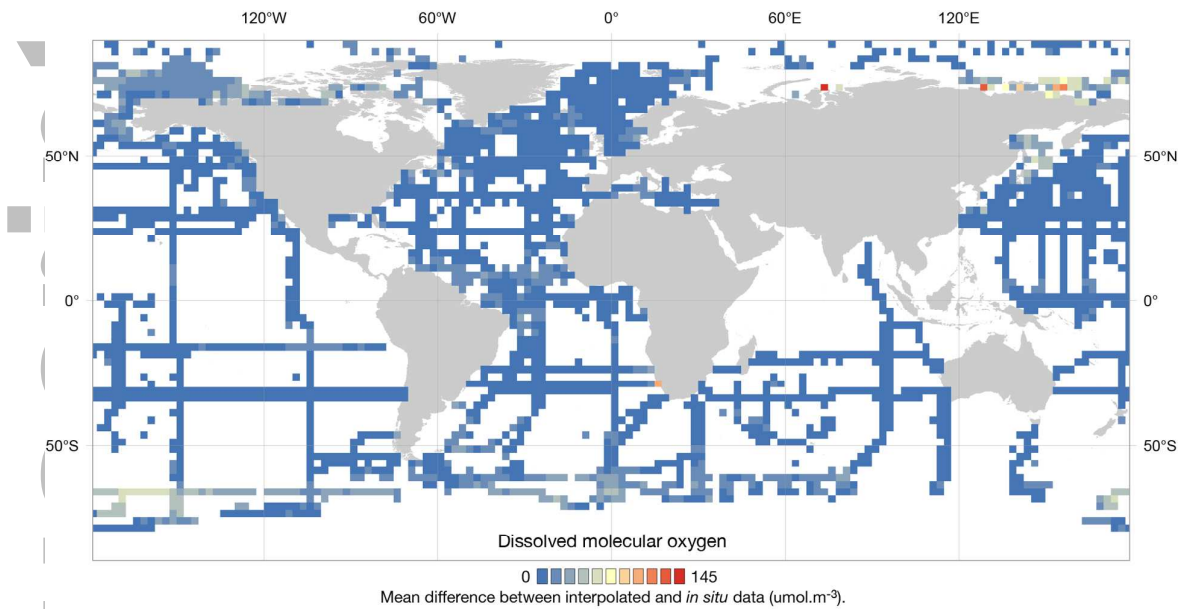 120°W 60°W 0° 60°E 120°E
50°N 50°N
0° 0°
50°S 50°S
Dissolved molecular oxygen
0 145
Mean difference between interpolated and in situ data (umol.m⁻³).